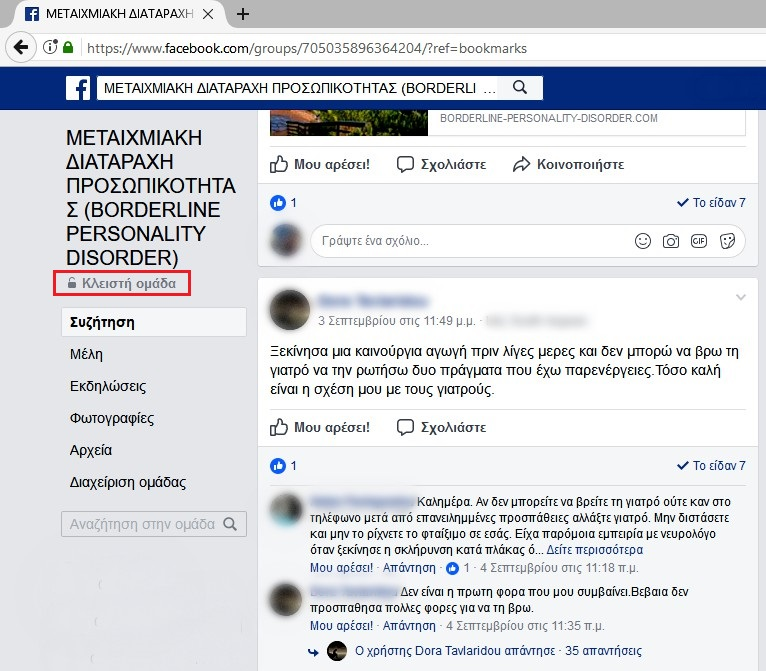 ΜΕΤΑΙΧΜΙΑΚΗ ΔΙΑΤΑΡΑΧΗ
https://www.facebook.com/groups/705035896364204/?ref=bookmarks
ΜΕΤΑΙΧΜΙΑΚΗ ΔΙΑΤΑΡΑΧΗ ΠΡΟΣΩΠΙΚΟΤΗΤΑΣ (BORDERLI ...
ΜΕΤΑΙΧΜΙΑΚΗ
ΔΙΑΤΑΡΑΧΗ
ΠΡΟΣΩΠΙΚΟΤΗΤΑ
Σ (BORDERLINE
PERSONALITY
DISORDER)
Κλειστή ομάδα
Συζήτηση
Μέλη
Εκδηλώσεις
Φωτογραφίες
Αρχεία
Διαχείριση ομάδας
Αναζήτηση στην ομάδα
BORDERLINE-PERSONALITY-DISORDER.COM
Μου αρέσει! Σχολιάστε Κοινοποιήστε
1 Το είδαν 7
Γράψτε ένα σχόλιο...
GIF
3 Σεπτεμβρίου στις 11:49 μ.μ. ·
Ξεκίνησα μια καινούργια αγωγή πριν λίγες μερες και δεν μπορώ να βρω τη
γιατρό να την ρωτήσω δυο πράγματα που έχω παρενέργειες.Τόσο καλή
είναι η σχέση μου με τους γιατρούς.
Μου αρέσει! Σχολιάστε
1 Το είδαν 7
Καλημέρα. Αν δεν μπορείτε να βρείτε τη γιατρό ούτε καν στο
τηλέφωνο μετά από επανειλημμένες προσπάθειες αλλάξτε γιατρό. Μην διστάσετε
και μην το ρίχνετε το φταίξιμο σε εσάς. Είχα παρόμοια εμπειρία με νευρολόγο
όταν ξεκίνησε η σκλήρυνση κατά πλάκας ό... Δείτε περισσότερα
Μου αρέσει! · Απάντηση · 1 · 4 Σεπτεμβρίου στις 11:18 π.μ.
Δεν είναι η πρωτη φορα που μου συμβαινει.Βεβαια δεν
προσπαθησα πολλες φορες για να τη βρω.
Μου αρέσει! · Απάντηση · 4 Σεπτεμβρίου στις 11:35 π.μ.
Ο χρήστης Dora Tavlaridou απάντησε · 35 απαντήσεις